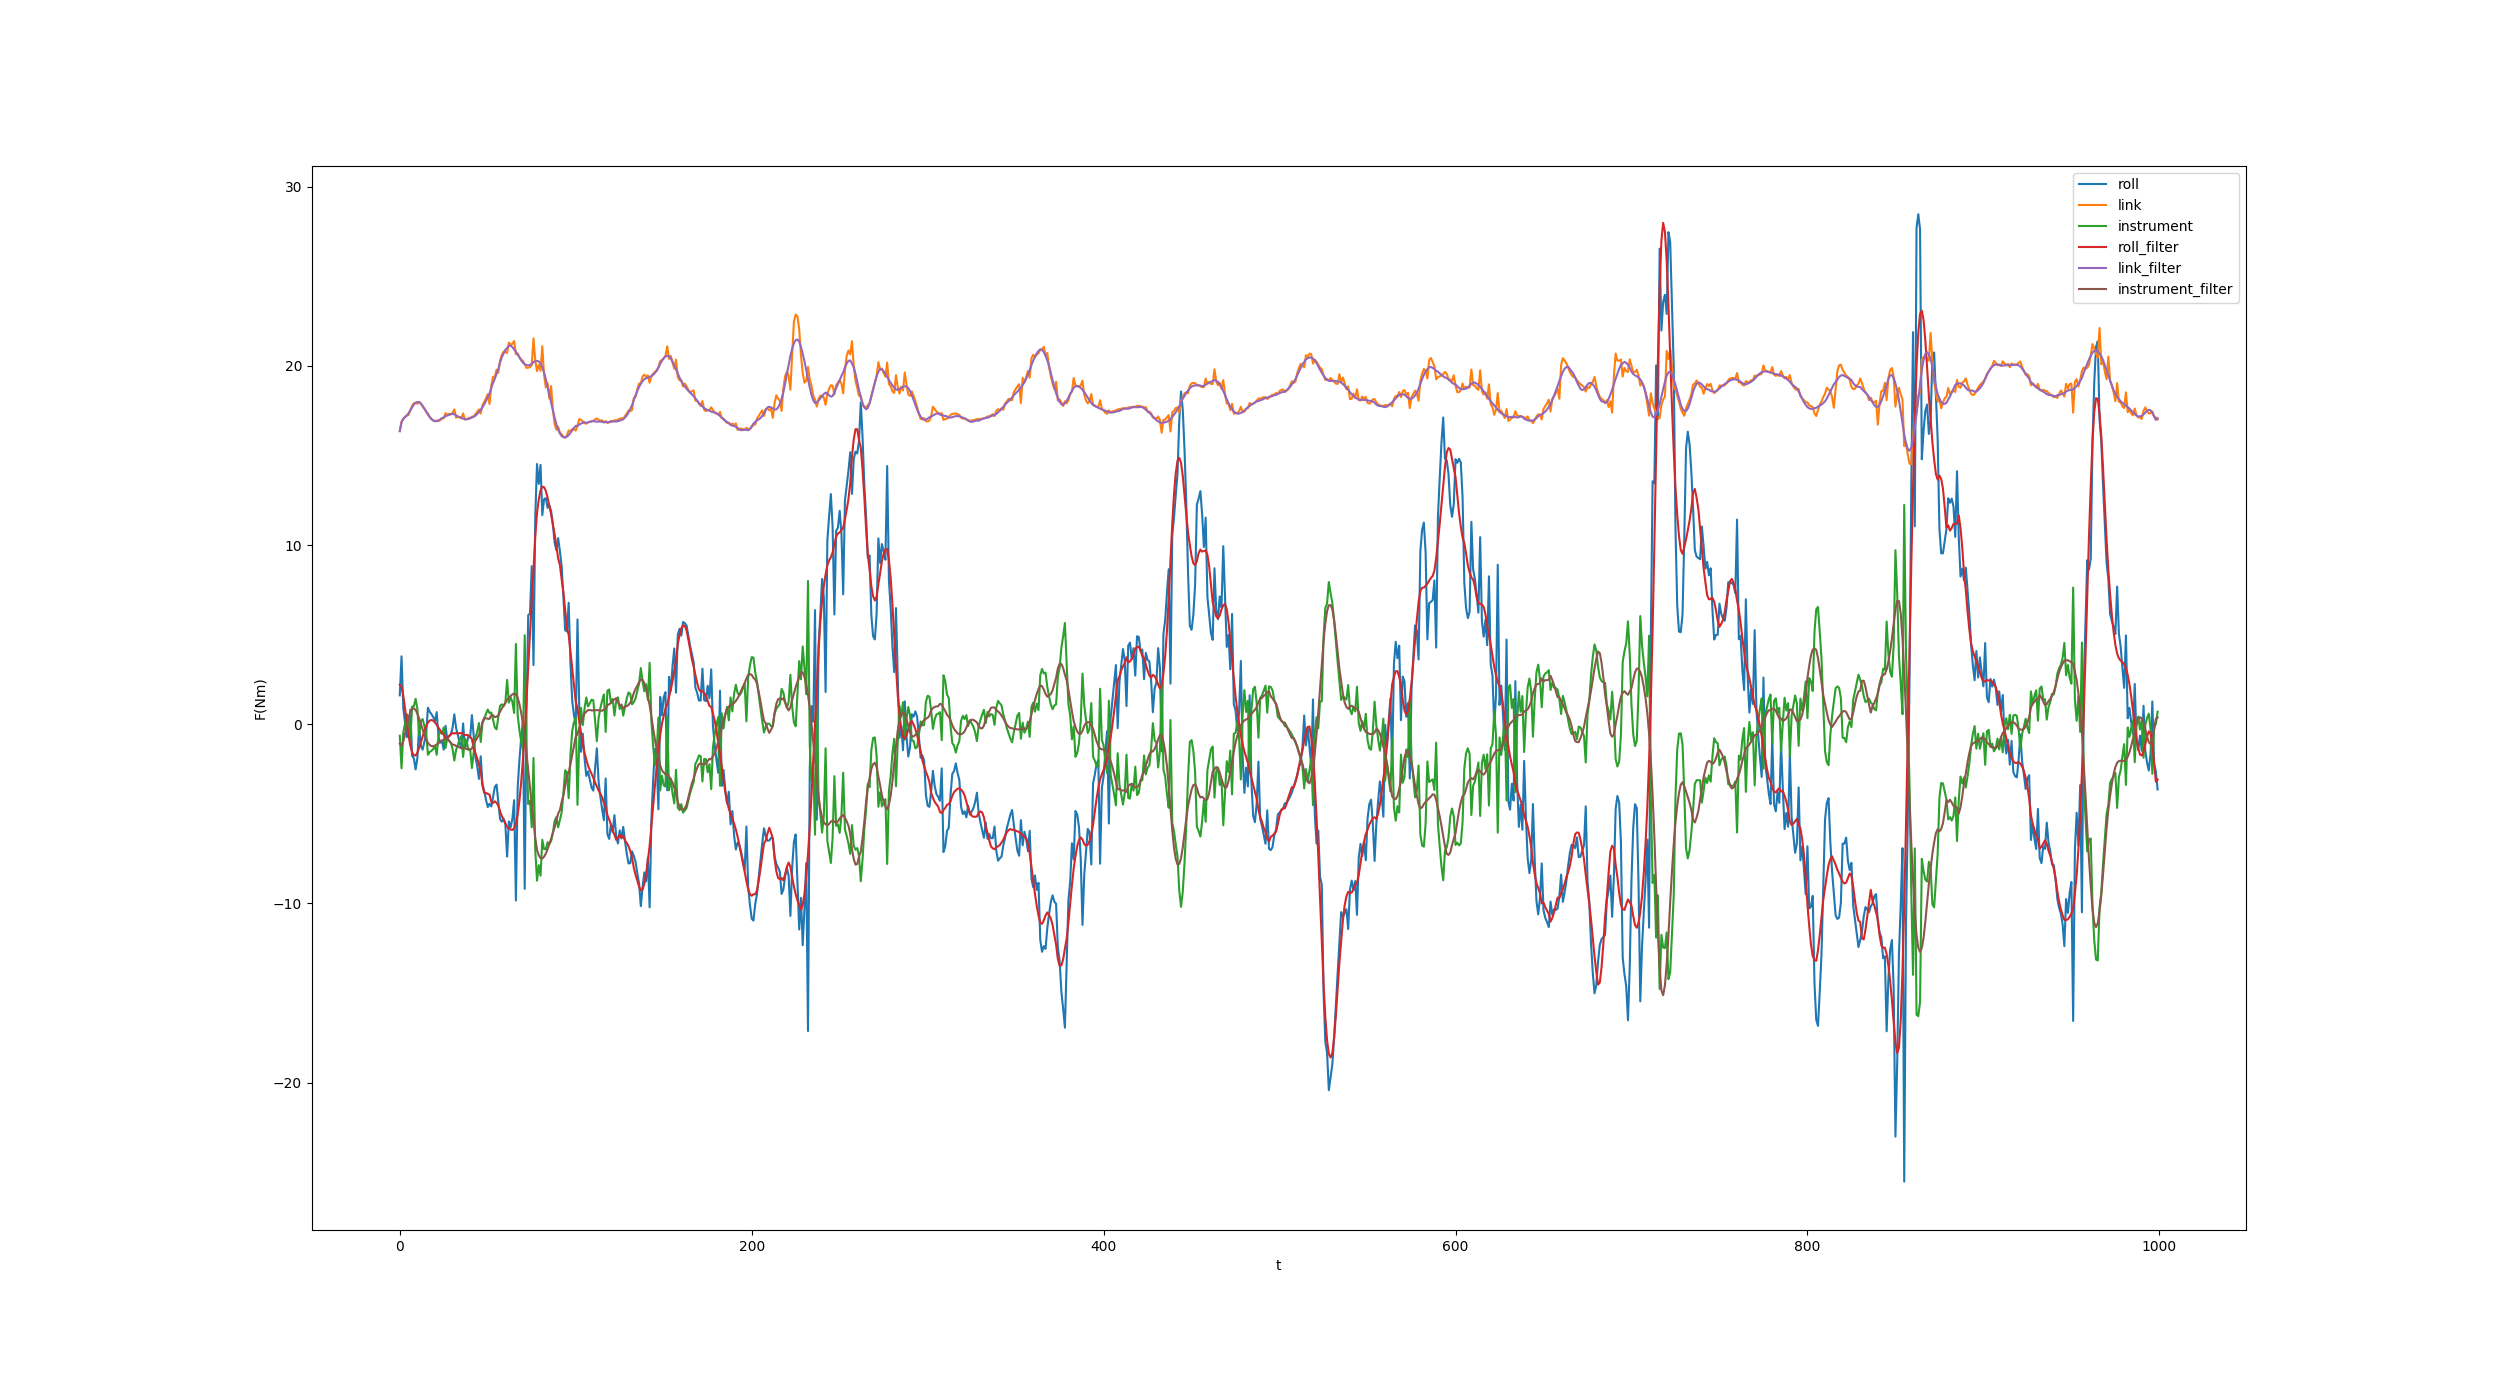 30
20
10
0
−10
−20
F(Nm)
0 200 400 600 800 1000
t
roll
link
instrument
roll_filter
link_filter
instrument_filter